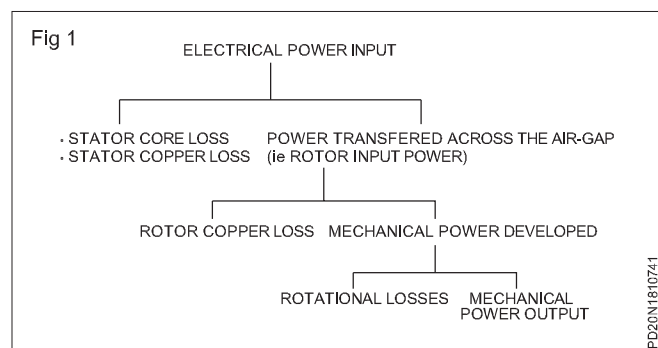 Fig 1
ELECTRICAL POWER INPUT
• STATOR CORE LOSS
• STATOR COPPER LOSS
POWER TRANSFERED ACROSS THE AIR-GAP
(ie ROTOR INPUT POWER)
ROTOR COPPER LOSS
MECHANICAL POWER DEVELOPED
ROTATIONAL LOSSES
MECHANICAL
POWER OUTPUT
PD20N1810741